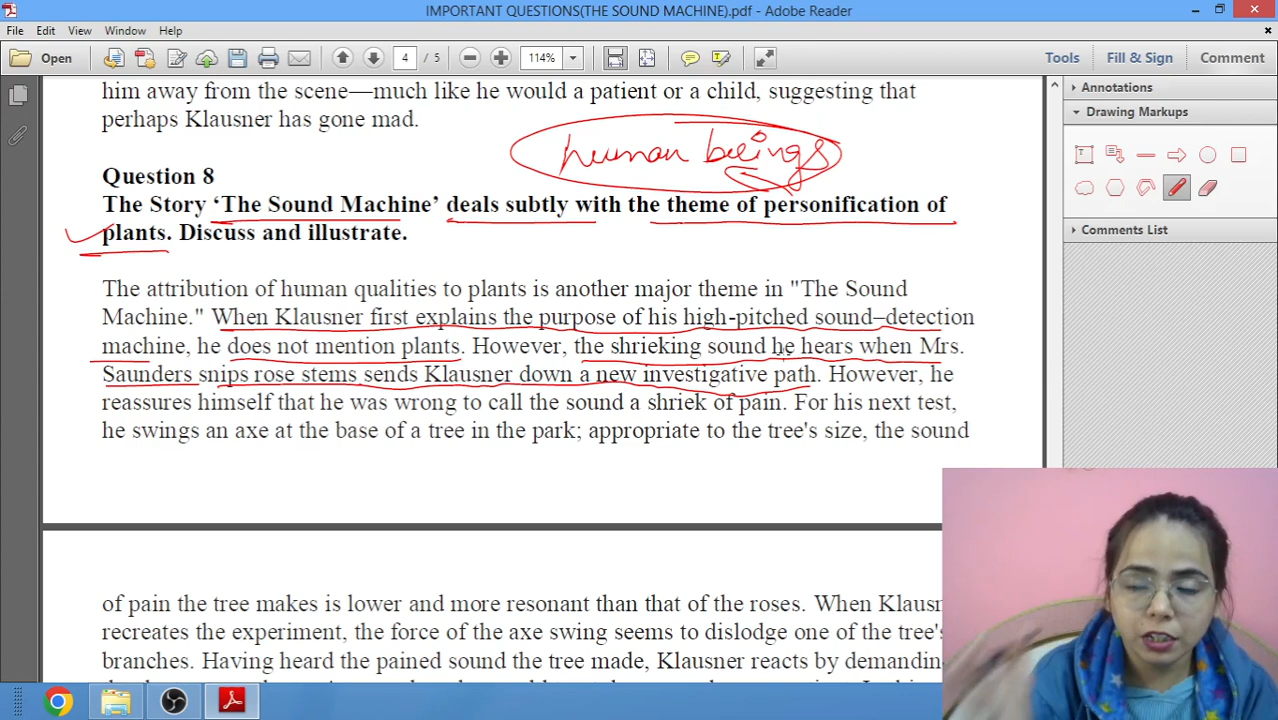 IMPORTANT QUESTIONS(THE SOUND MACHINE).pdf - Adobe Reader
File Edit View Window Help
Open 4 / 5 114% Tools Fill & Sign Comment
him away from the scene—much like he would a patient or a child, suggesting that
perhaps Klausner has gone mad.
human beings
Question 8
The Story ‘The Sound Machine’ deals subtly with the theme of personification of
plants. Discuss and illustrate.
The attribution of human qualities to plants is another major theme in "The Sound
Machine." When Klausner first explains the purpose of his high-pitched sound–detection
machine, he does not mention plants. However, the shrieking sound he hears when Mrs.
Saunders snips rose stems sends Klausner down a new investigative path. However, he
reassures himself that he was wrong to call the sound a shriek of pain. For his next test,
he swings an axe at the base of a tree in the park; appropriate to the tree's size, the sound
of pain the tree makes is lower and more resonant than that of the roses. When Klausn
recreates the experiment, the force of the axe swing seems to dislodge one of the tree's
branches. Having heard the pained sound the tree made, Klausner reacts by demandin
Annotations
Drawing Markups
T
Comments List